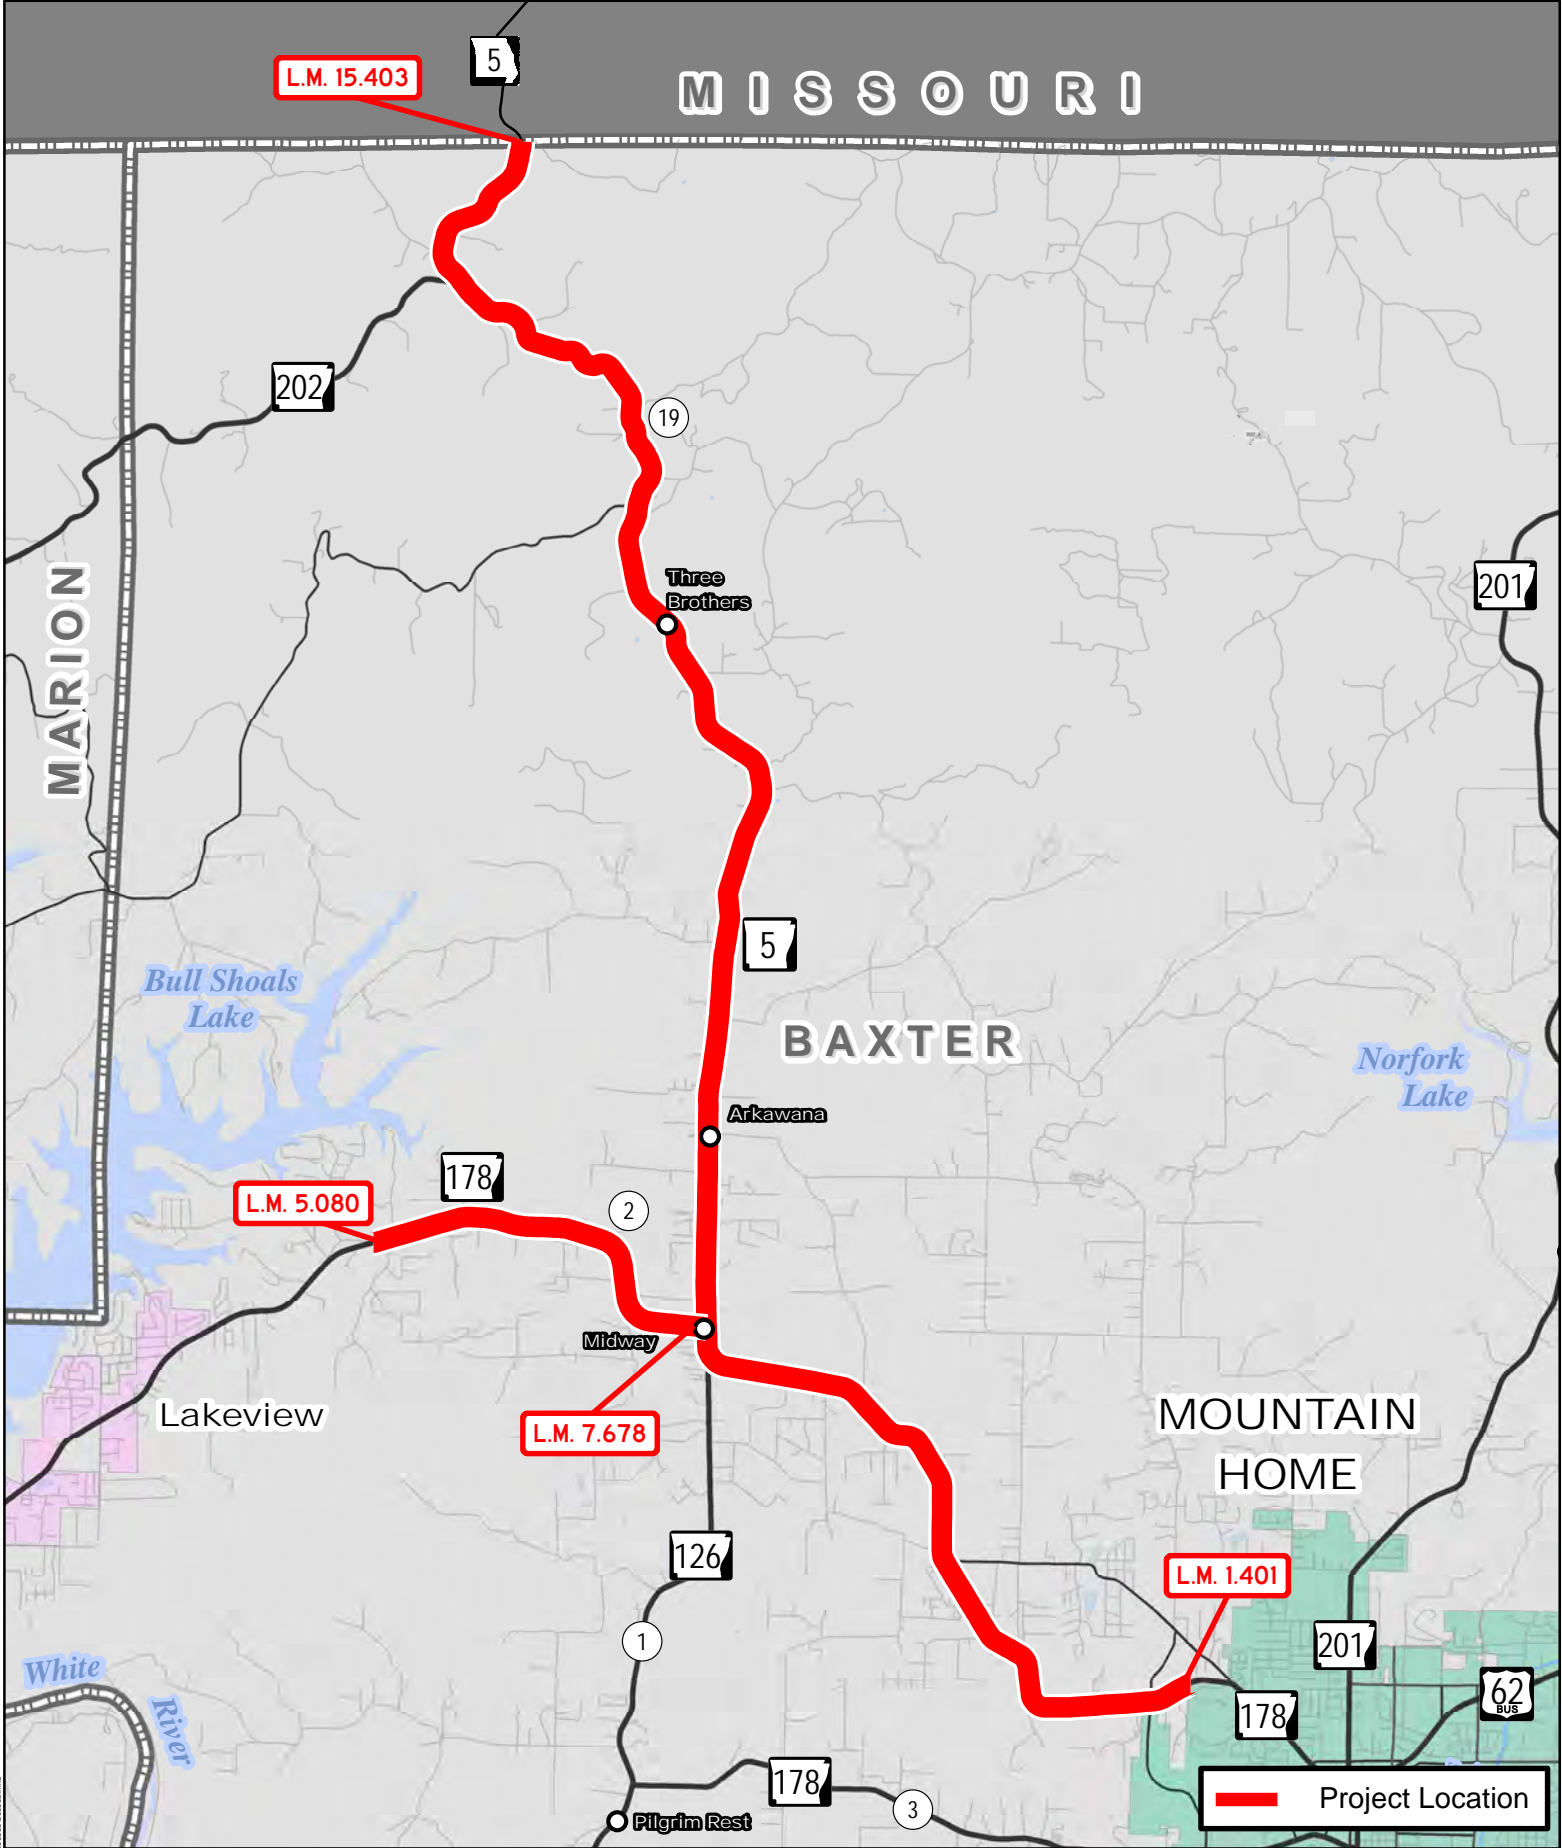 5
L.M. 15.403
MISSOURI
202
19
MARION
Three
Brothers
201
5
Bull Shoals
Lake
BAXTER
Norfork
Lake
Arkawana
178
L.M. 5.080
2
Midway
Lakeview
L.M. 7.678
MOUNTAIN
HOME
126
L.M. 1.401
1
201
White
River
62
BUS
178
178
3
Project Location
Pilgrim Rest